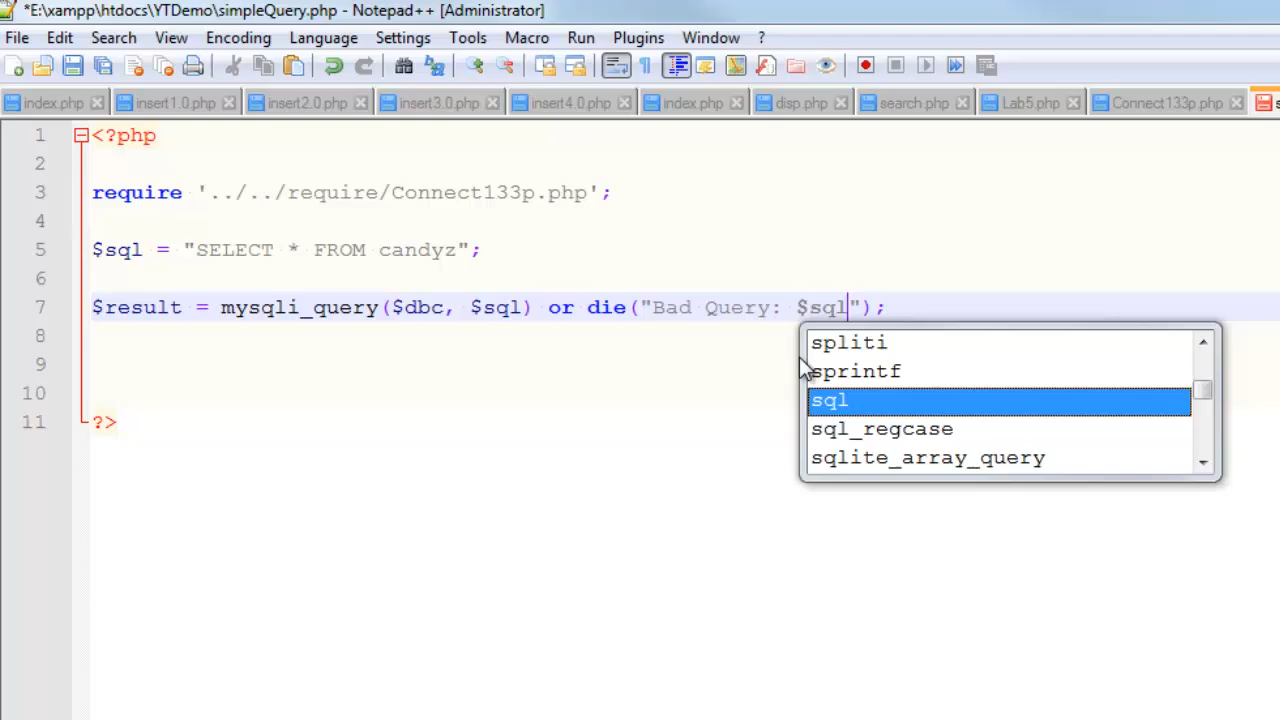 *E:\xampp\htdocs\YTDemo\simpleQuery.php - Notepad++ [Administrator]
File Edit Search View Encoding Language Settings Tools Macro Run Plugins Window ?
index.php insert1.0.php insert2.0.php insert3.0.php insert4.0.php index.php disp.php search.php Lab5.php Connect133p.php s
1 <?php
2
3 require '../../require/Connect133p.php';
4
5 $sql = "SELECT * FROM candyz";
6
7 $result = mysqli_query($dbc, $sql) or die("Bad Query: $sql");
8
9
10
11 ?>
spliti
sprintf
sql
sql_regcase
sqlite_array_query